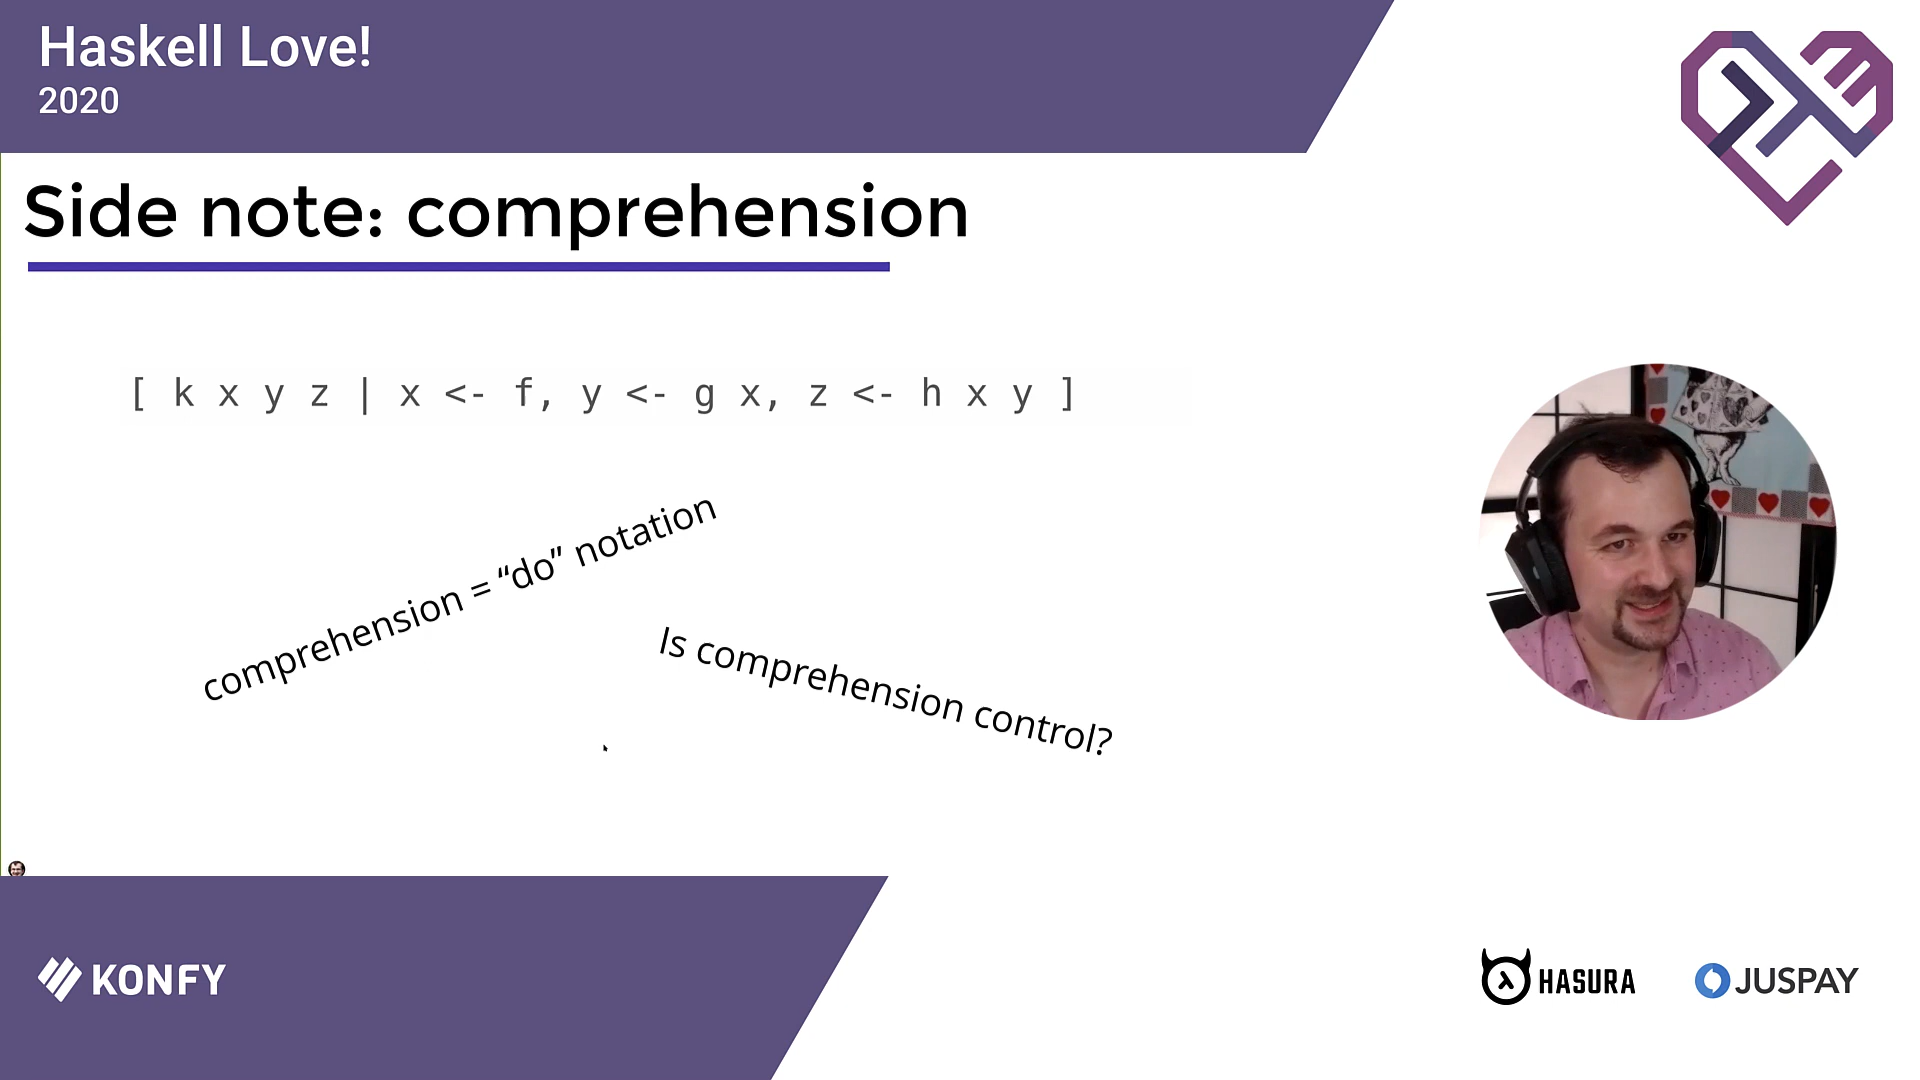 Haskell Love!
2020
Side note: comprehension
[ k x y z | x <- f, y <- g x, z <- h x y ]
comprehension = “do” notation
Is comprehension control?
KONFY
HASURA
JUSPAY